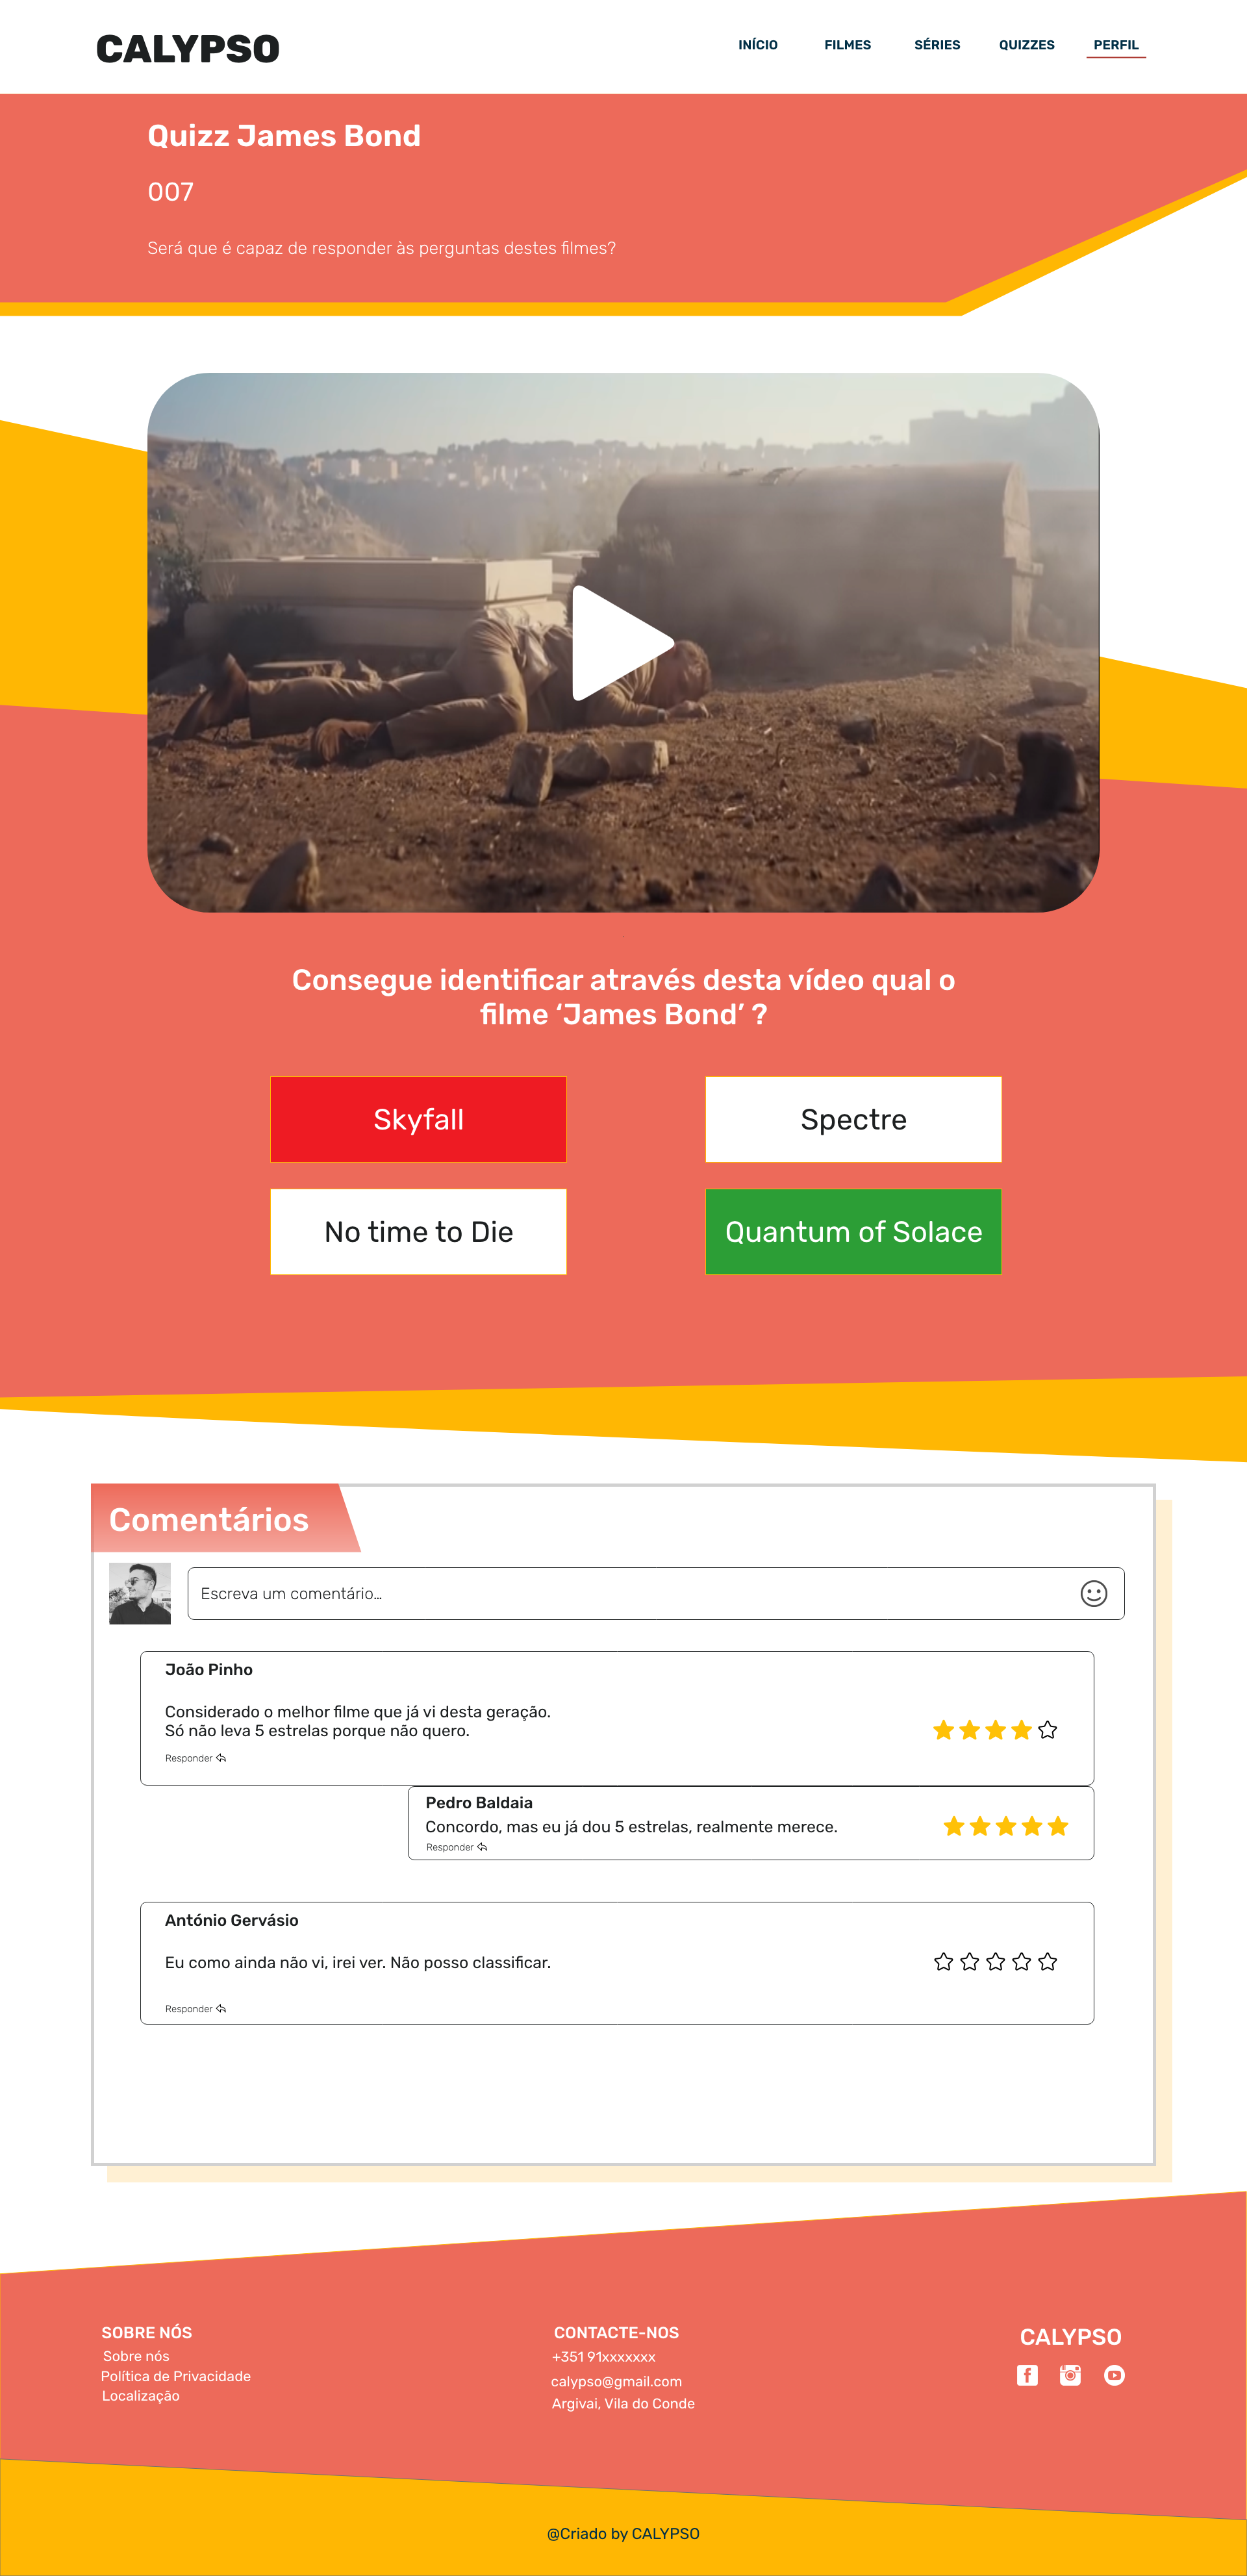 CALYPSO
INÍCIO FILMES SÉRIES QUIZZES PERFIL
Quizz James Bond
007
Será que é capaz de responder às perguntas destes filmes?
Consegue identificar através desta vídeo qual o
filme ‘James Bond’ ?
Skyfall
Spectre
No time to Die
Quantum of Solace
Comentários
Escreva um comentário...
João Pinho
Considerado o melhor filme que já vi desta geração.
Só não leva 5 estrelas porque não quero.
Responder
Pedro Baldaia
Concordo, mas eu já dou 5 estrelas, realmente merece.
Responder
António Gervásio
Eu como ainda não vi, irei ver. Não posso classificar.
Responder
SOBRE NÓS
Sobre nós
Política de Privacidade
Localização
CONTACTE-NOS
+351 91xxxxxxx
calypso@gmail.com
Argivai, Vila do Conde
CALYPSO
@Criado by CALYPSO